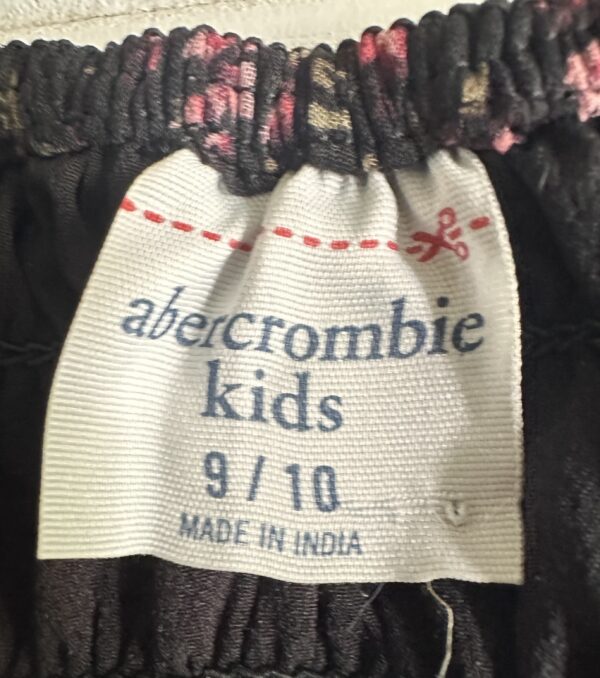 abercrombie
kids
9 / 10
MADE IN INDIA